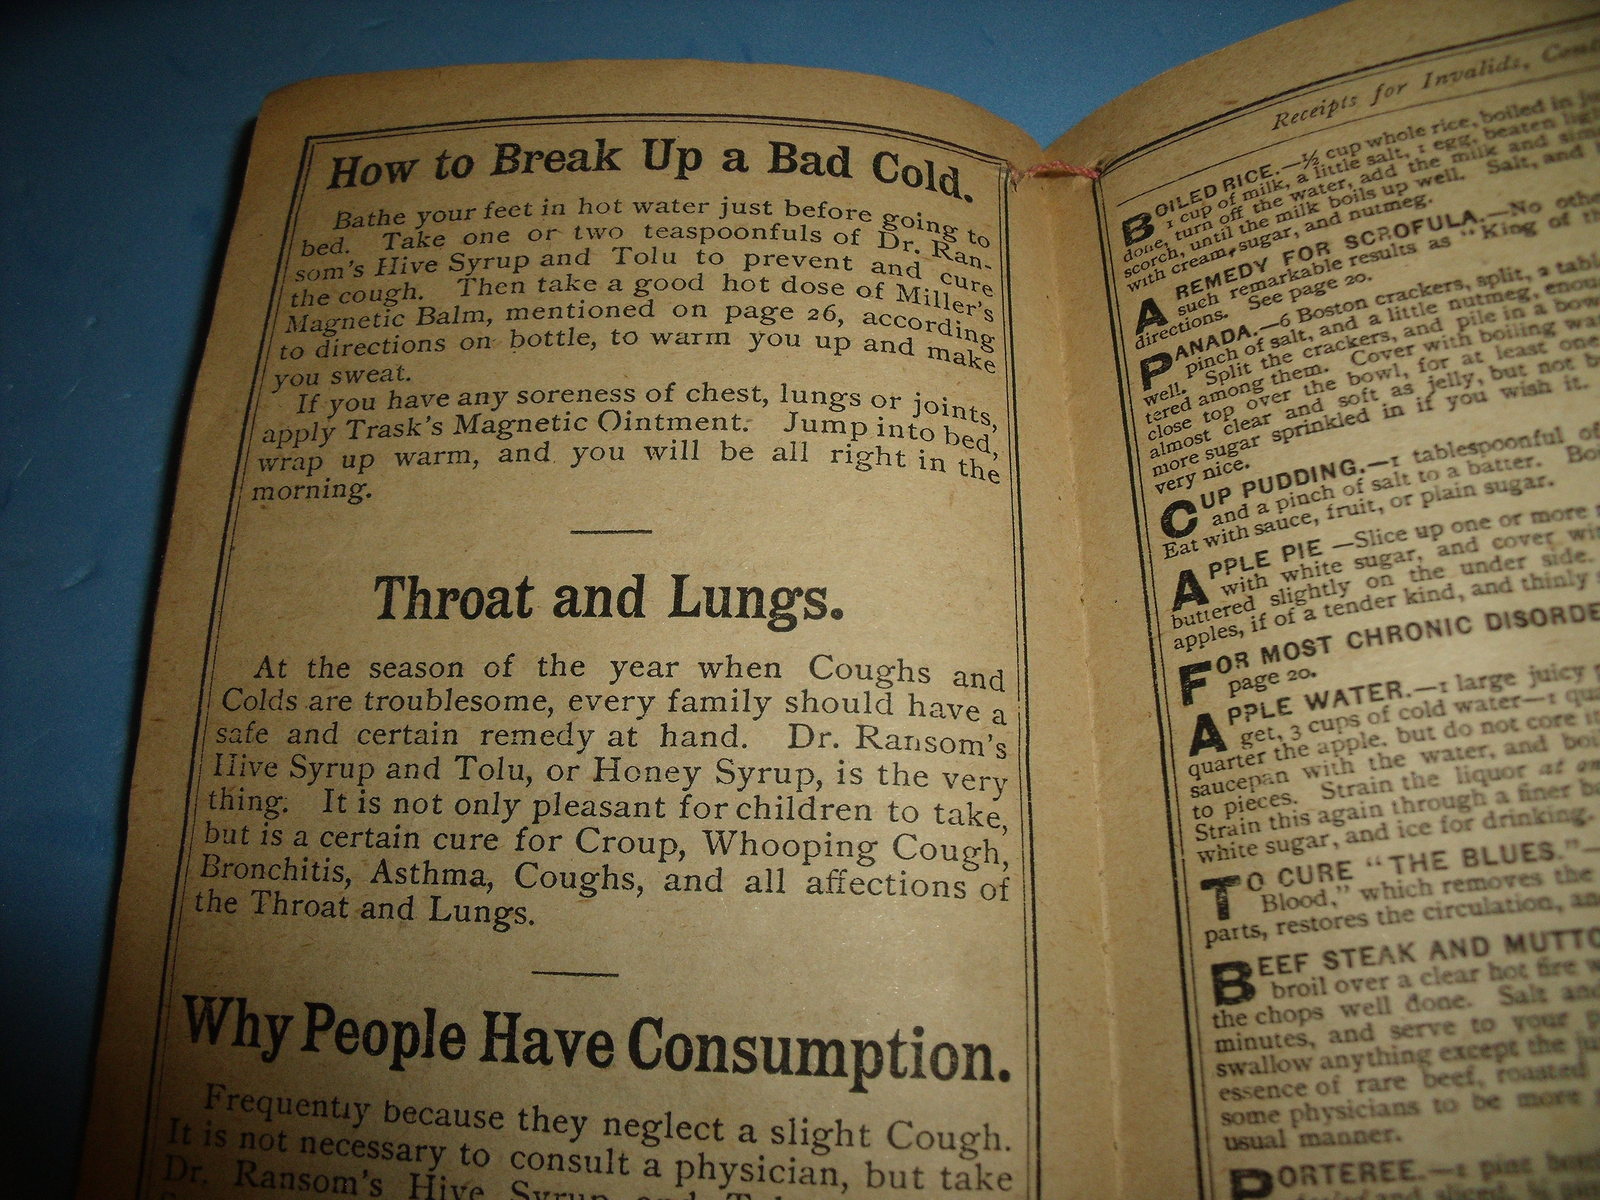 How to Break Up a Bad Cold.
Bathe your feet in hot water just before going to
bed. Take one or two teaspoonfuls of Dr. Ran-
som's Hive Syrup and Tolu to prevent and cure
the cough. Then take a good hot dose of Miller's
Magnetic Balm, mentioned on page 26, according
to directions on bottle, to warm you up and make
you sweat.
If you have any soreness of chest, lungs or joints,
apply Trask's Magnetic Ointment. Jump into bed,
wrap up warm, and you will be all right in the
morning.
Throat and Lungs.
At the season of the year when Coughs and
Colds are troublesome, every family should have a
safe and certain remedy at hand. Dr. Ransom's
Hive Syrup and Tolu, or Honey Syrup, is the very
thing. It is not only pleasant for children to take,
but is a certain cure for Croup, Whooping Cough,
Bronchitis, Asthma, Coughs, and all affections of
the Throat and Lungs.
Why People Have Consumption.
Frequently because they neglect a slight Cough.
It is not necessary to consult a physician, but take
Dr. Ransom's Hive Syrup and
Receipts for Invalids,
BOILED RICE.—½ cup whole rice, boiled in
1 cup of milk, a little salt, 1 egg, beaten
done, turn off the water, add the milk and
scorch, until the milk boils up well. Salt, and
with cream, sugar, and nutmeg.
A REMEDY FOR SCROFULA.—No
such remarkable results as "King of
directions. See page 20.
PANADA.—6 Boston crackers, split, 2
pinch of salt, and a little nutmeg,
well. Split the crackers, and pile in a
tered among them. Cover with boiling
close top over the bowl, for at least one
almost clear and soft as jelly, but not
more sugar sprinkled in if you wish it.
very nice.
CUP PUDDING.—1 tablespoonful of
and a pinch of salt to a batter.
Eat with sauce, fruit, or plain sugar.
APPLE PIE —Slice up one or more
with white sugar, and cover
buttered slightly on the under side.
apples, if of a tender kind, and thinly
FOR MOST CHRONIC
page 20.
APPLE WATER.—1 large juicy
get, 3 cups of cold water—1
quarter the apple, but do not core
saucepan with the water, and
to pieces. Strain the liquor at
Strain this again through a finer
white sugar, and ice for drinking.
TO CURE "THE BLUES."—
Blood," which removes the
parts, restores the circulation,
BEEF STEAK AND
broil over a clear hot fire
the chops well done. Salt
minutes, and serve to your
swallow anything except the
essence of rare beef, roasted
some physicians to be more
usual manner.
PORTEREE.—1 pint